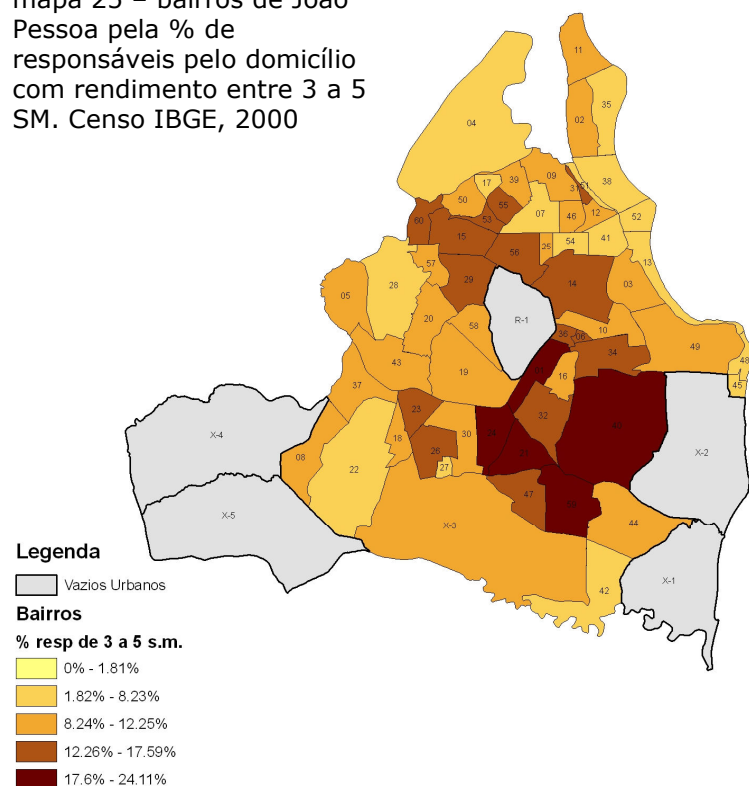 mapa 25 – bairros de João
Pessoa pela % de
responsáveis pelo domicílio
com rendimento entre 3 a 5
SM. Censo IBGE, 2000
11
35
02
04
38
09
39
17
50
55
53
07
46
12
52
60
15
56
25
54
41
13
57
29
14
03
28
05
20
58
R-1
10
36
06
34
49
48
45
43
19
16
37
23
32
X-4
18
30
26
27
08
22
X-2
47
X-3
44
X-5
X-1
42
Legenda
Vazios Urbanos
Bairros
% resp de 3 a 5 s.m.
0% - 1.81%
1.82% - 8.23%
8.24% - 12.25%
12.26% - 17.59%
17.6% - 24.11%